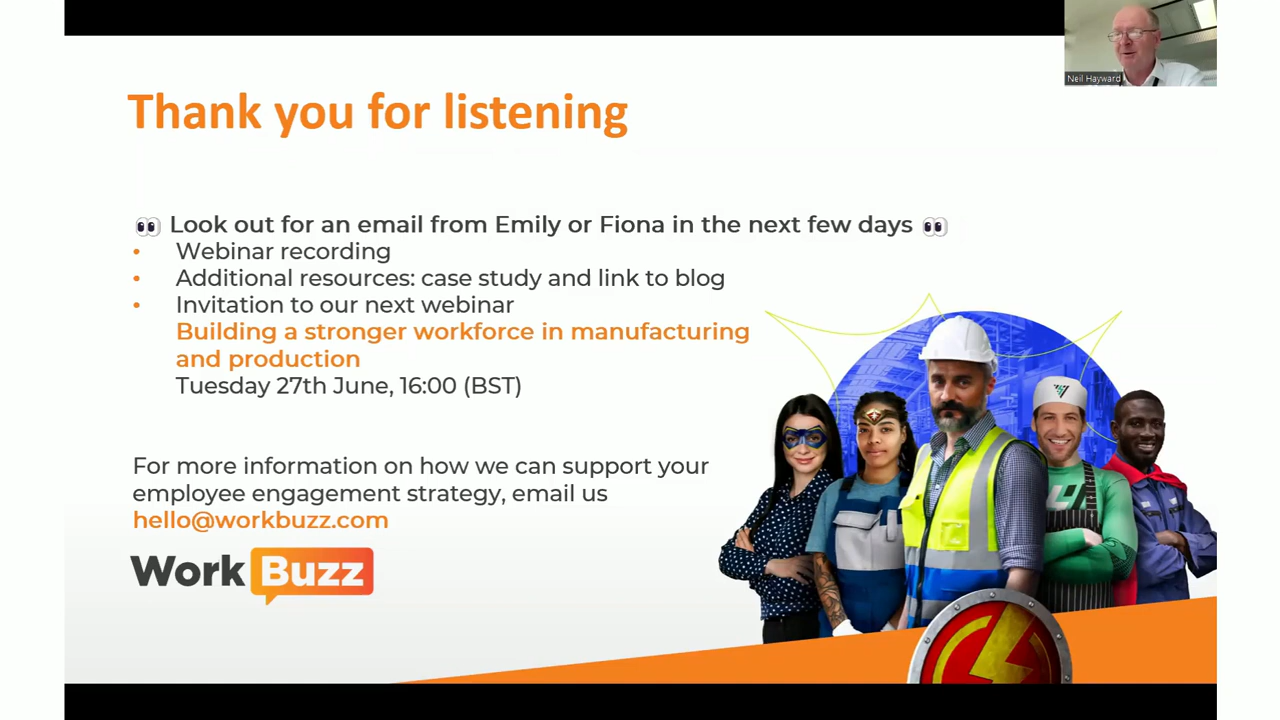 Neil Hayward
Thank you for listening
👀 Look out for an email from Emily or Fiona in the next few days 👀
• Webinar recording
• Additional resources: case study and link to blog
• Invitation to our next webinar
Building a stronger workforce in manufacturing
and production
Tuesday 27th June, 16:00 (BST)
For more information on how we can support your
employee engagement strategy, email us
hello@workbuzz.com
Work Buzz